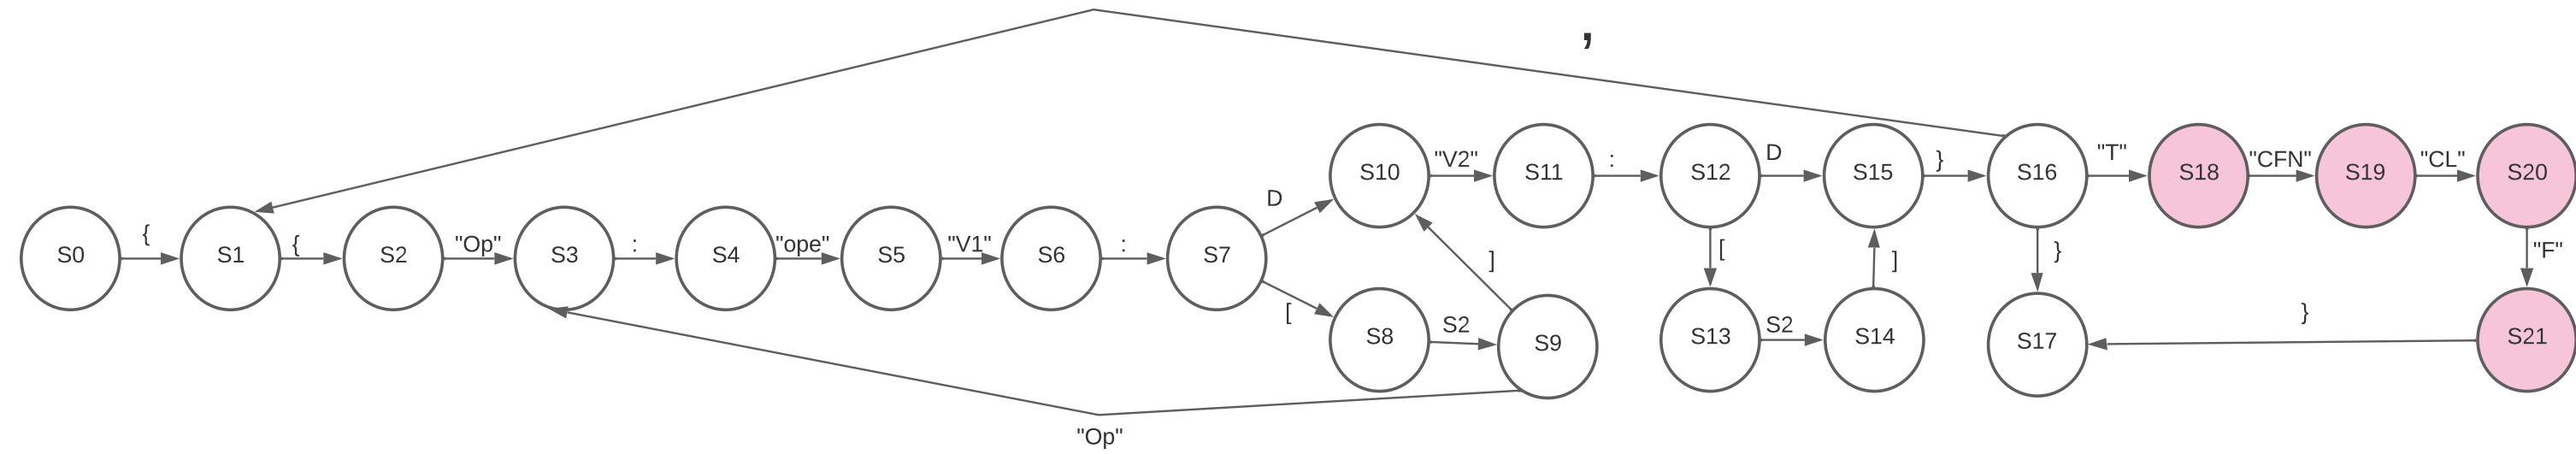 ,
S10
"V2"
S11
:
S12
D
S15
}
S16
"T"
S18
"CFN"
S19
"CL"
S20
S0
{
S1
{
S2
"Op"
S3
:
S4
"ope"
S5
"V1"
S6
:
S7
D
[
]
[
]
}
"F"
S8
S2
S9
S13
S2
S14
S17
}
S21
"Op"